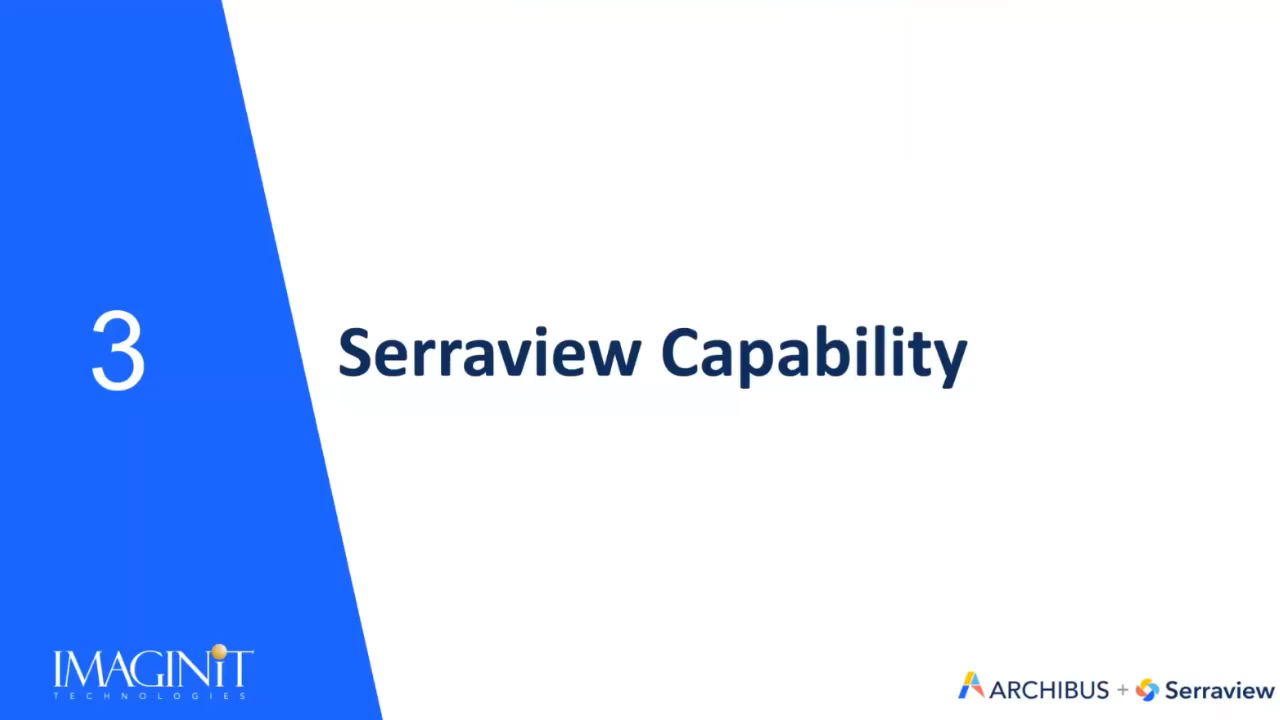 3
Serraview Capability
IMAGINiT
TECHNOLOGIES
ARCHIBUS + Serraview